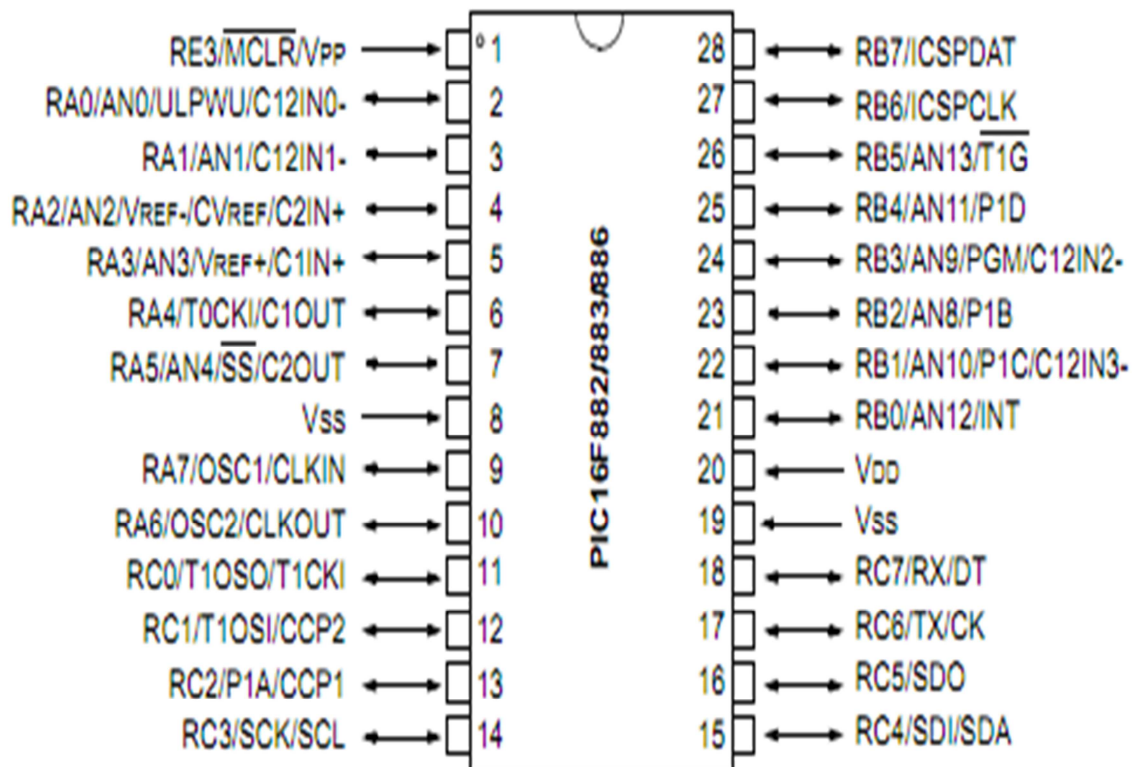 RE3/MCLR/VPP 1
RA0/AN0/ULPWU/C12IN0- 2
RA1/AN1/C12IN1- 3
RA2/AN2/VREF-/CVREF/C2IN+ 4
RA3/AN3/VREF+/C1IN+ 5
RA4/T0CKI/C1OUT 6
RA5/AN4/SS/C2OUT 7
VSS 8
RA7/OSC1/CLKIN 9
RA6/OSC2/CLKOUT 10
RC0/T1OSO/T1CKI 11
RC1/T1OSI/CCP2 12
RC2/P1A/CCP1 13
RC3/SCK/SCL 14
PIC16F882/883/886
28 RB7/ICSPDAT
27 RB6/ICSPCLK
26 RB5/AN13/T1G
25 RB4/AN11/P1D
24 RB3/AN9/PGM/C12IN2-
23 RB2/AN8/P1B
22 RB1/AN10/P1C/C12IN3-
21 RB0/AN12/INT
20 VDD
19 VSS
18 RC7/RX/DT
17 RC6/TX/CK
16 RC5/SDO
15 RC4/SDI/SDA